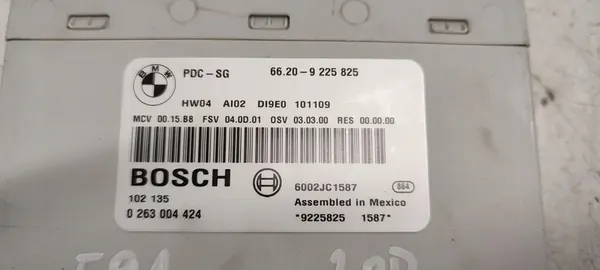 BMW
PDC-SG 66.20-9 225 825
HW04 AI02 DI9E0 101109
MCV 00.15.B8 FSV 04.0D.01 OSV 03.03.00 RES 00.00.00
BOSCH 6002JC1587 864
102 135 Assembled in Mexico
0 263 004 424 *9225825 1587*